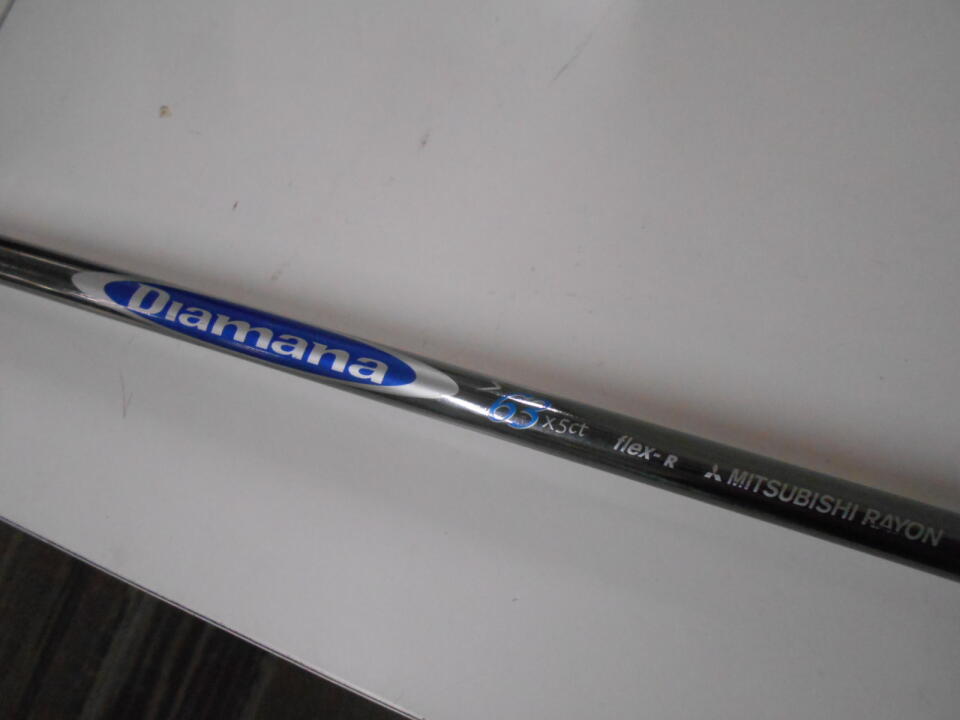 Diamana 63 x5ct flex-R MITSUBISHI RAYON